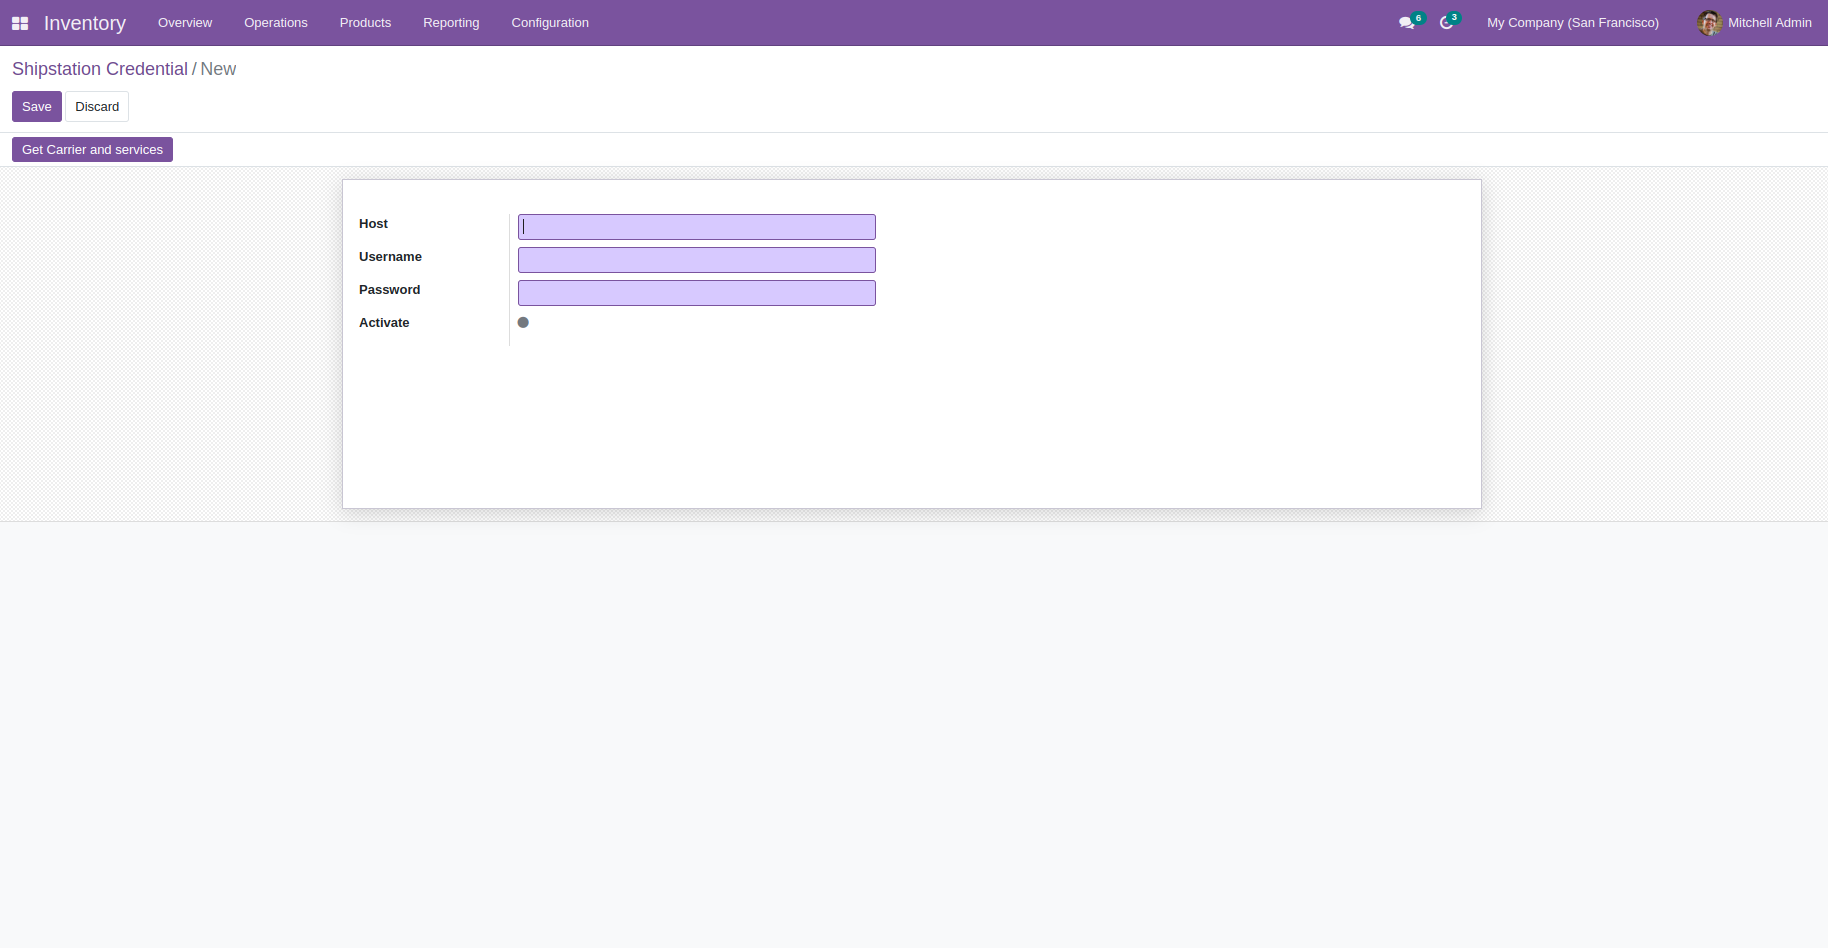 Inventory Overview Operations Products Reporting Configuration 6 3 My Company (San Francisco) Mitchell Admin
Shipstation Credential / New
Save Discard
Get Carrier and services
Host
Username
Password
Activate